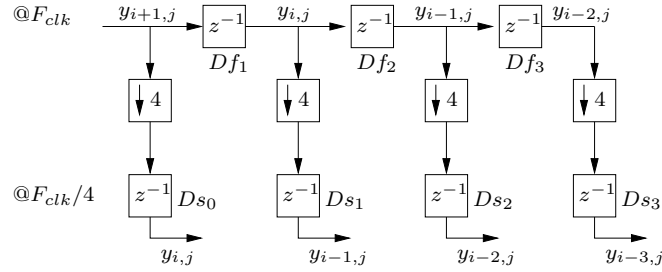 @F_{clk} y_{i+1,j} z^{-1} y_{i,j} z^{-1} y_{i-1,j} z^{-1} y_{i-2,j}
Df_1 Df_2 Df_3
↓ 4 ↓ 4 ↓ 4 ↓ 4
@F_{clk}/4 z^{-1} Ds_0 z^{-1} Ds_1 z^{-1} Ds_2 z^{-1} Ds_3
y_{i,j} y_{i-1,j} y_{i-2,j} y_{i-3,j}